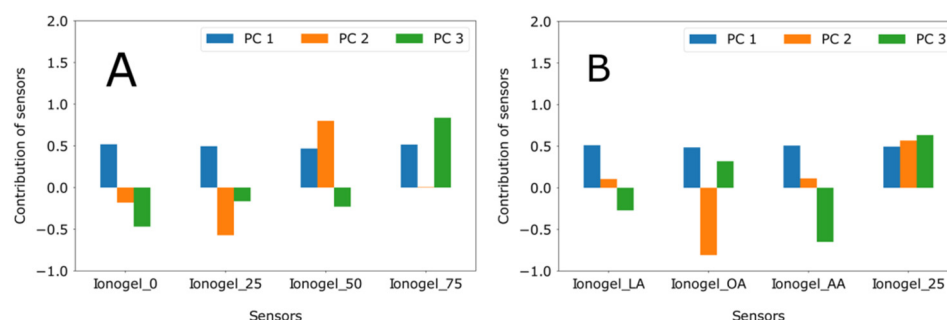 A
PC 1 PC 2 PC 3
2.0
1.5
1.0
0.5
0.0
−0.5
−1.0
Contribution of sensors
Ionogel_0 Ionogel_25 Ionogel_50 Ionogel_75
Sensors
B
PC 1 PC 2 PC 3
2.0
1.5
1.0
0.5
0.0
−0.5
−1.0
Contribution of sensors
Ionogel_LA Ionogel_OA Ionogel_AA Ionogel_25
Sensors